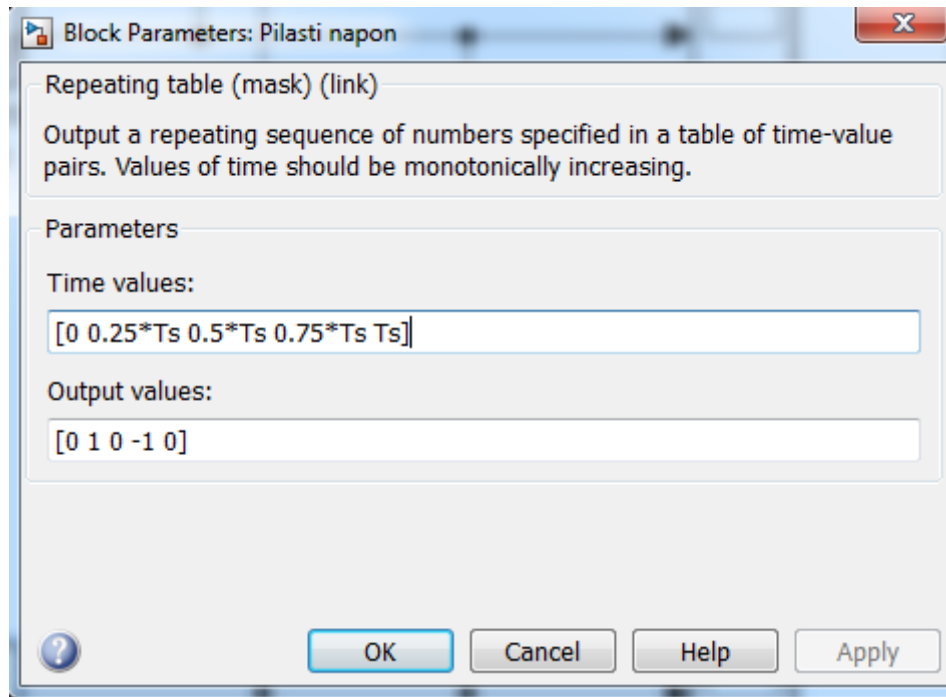 Block Parameters: Pilasti napon
Repeating table (mask) (link)
Output a repeating sequence of numbers specified in a table of time-value
pairs. Values of time should be monotonically increasing.
Parameters
Time values:
[0 0.25*Ts 0.5*Ts 0.75*Ts Ts]
Output values:
[0 1 0 -1 0]
OK Cancel Help Apply